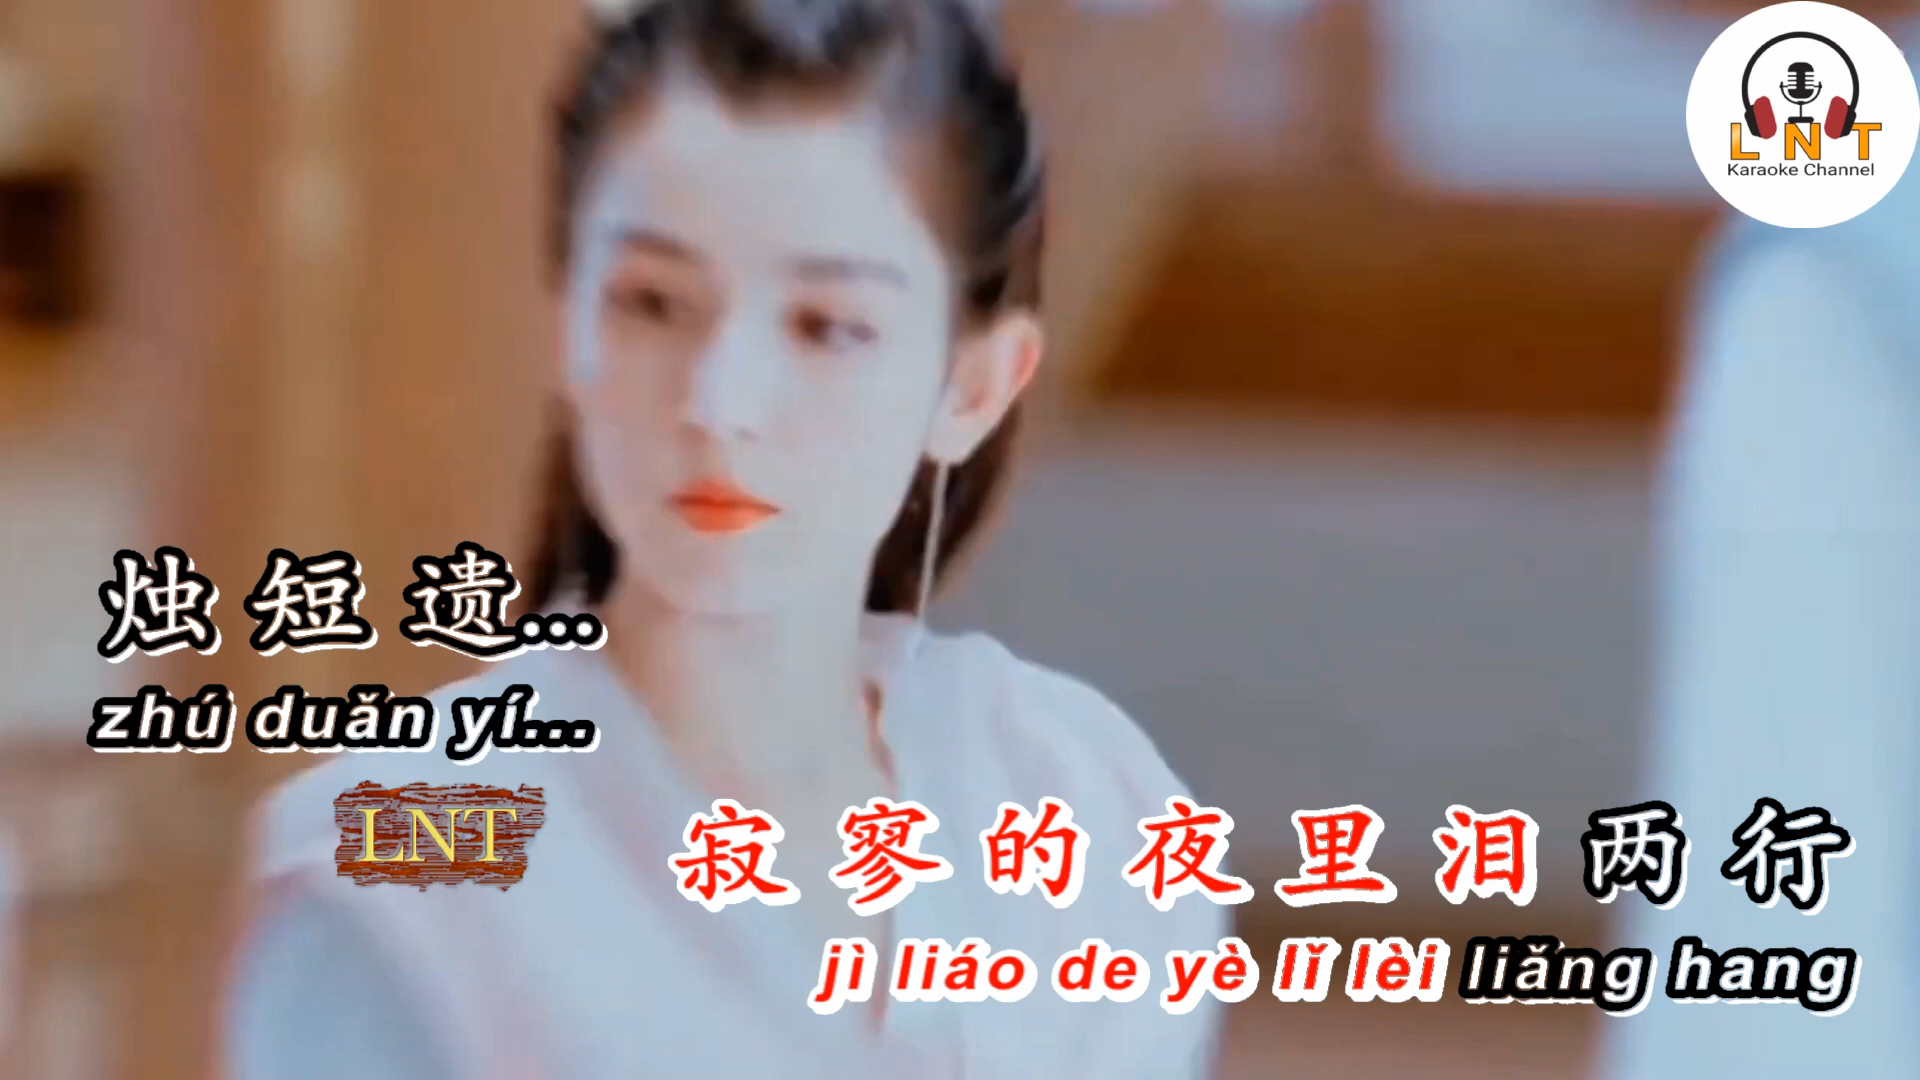 L N T
Karaoke Channel
烛 短 遗...
zhú duǎn yí...
LNT
寂 寥 的 夜 里 泪 两 行
jì liáo de yè lǐ lèi liǎng hang